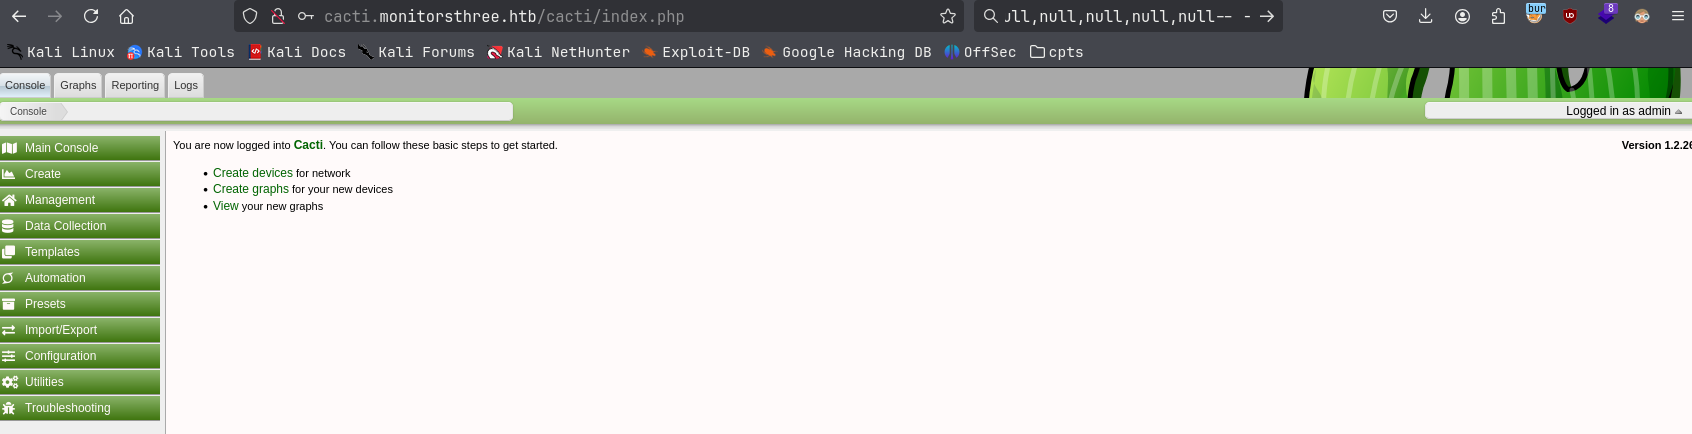 cacti.monitorsthree.htb/cacti/index.php
ull,null,null,null,null-- -
bur
8
Kali Linux Kali Tools Kali Docs Kali Forums Kali NetHunter Exploit-DB Google Hacking DB OffSec cpts
Console Graphs Reporting Logs
Console
Logged in as admin
Main Console
Create
Management
Data Collection
Templates
Automation
Presets
Import/Export
Configuration
Utilities
Troubleshooting
You are now logged into Cacti. You can follow these basic steps to get started.
Version 1.2.26
Create devices for network
Create graphs for your new devices
View your new graphs